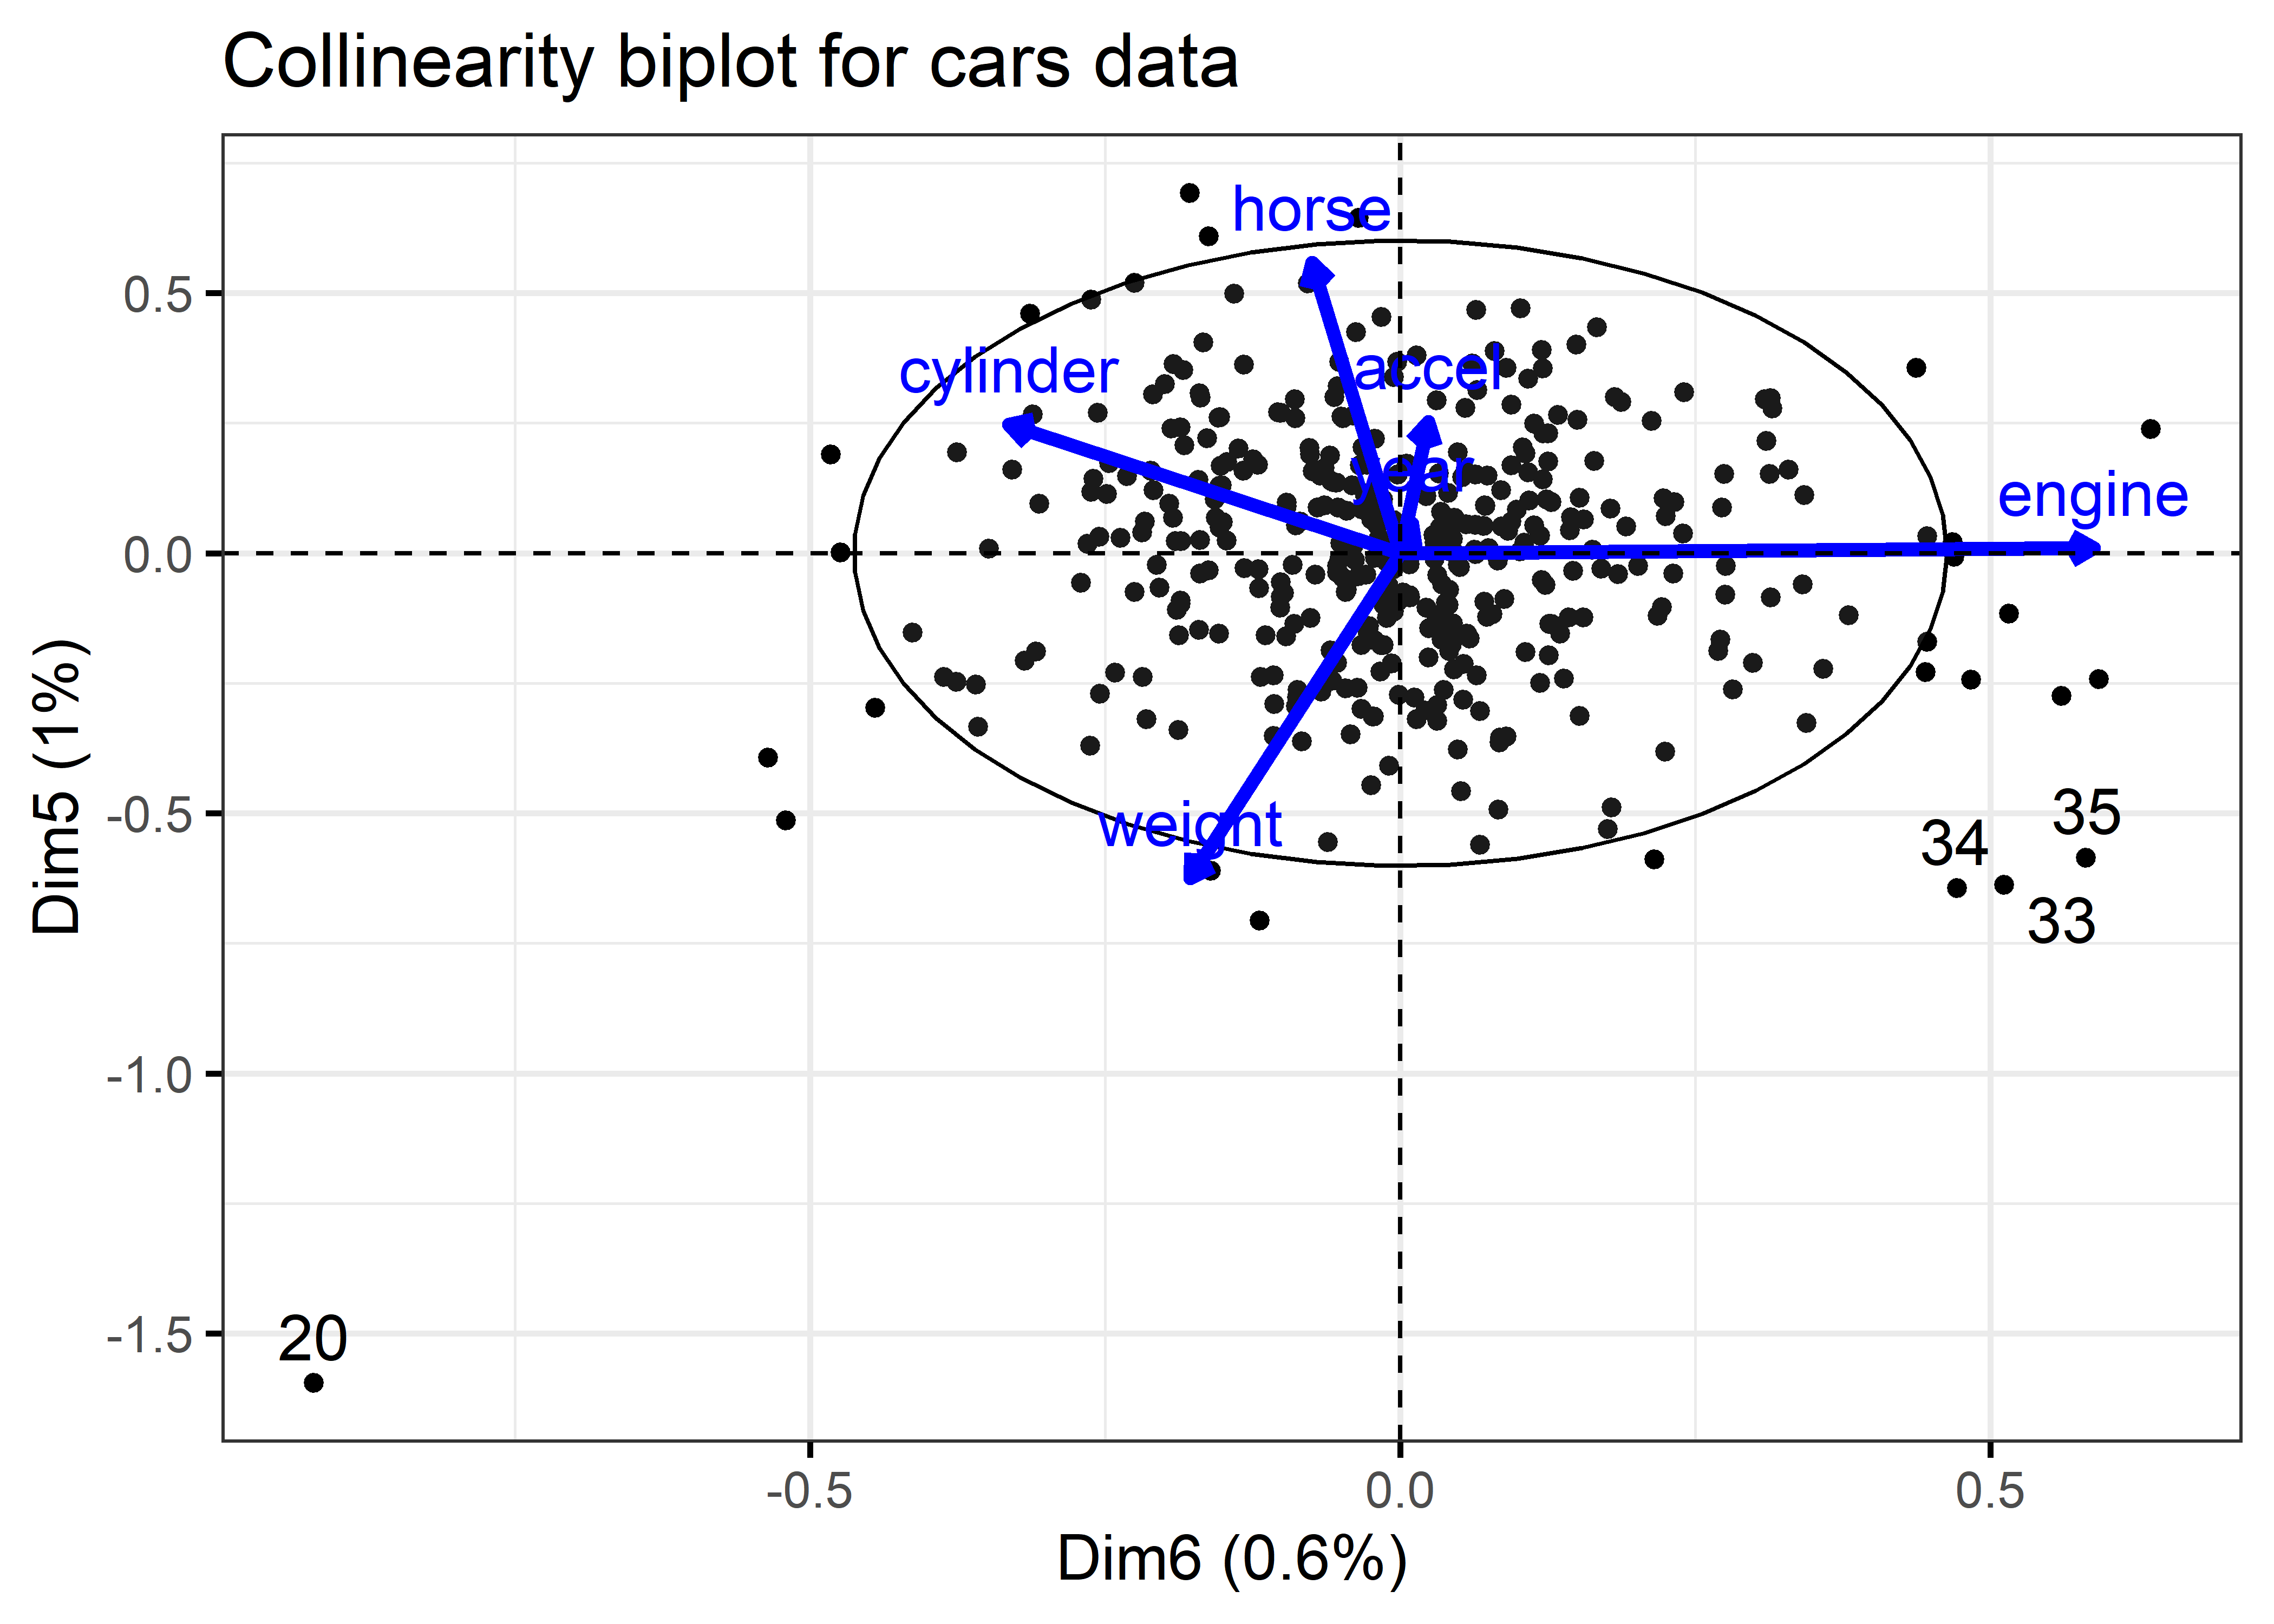 Collinearity biplot for cars data
horse
cylinder
accel
year
engine
weight
35
34
33
20
0.5
0.0
-0.5
-1.0
-1.5
Dim5 (1%)
-0.5
0.0
0.5
Dim6 (0.6%)